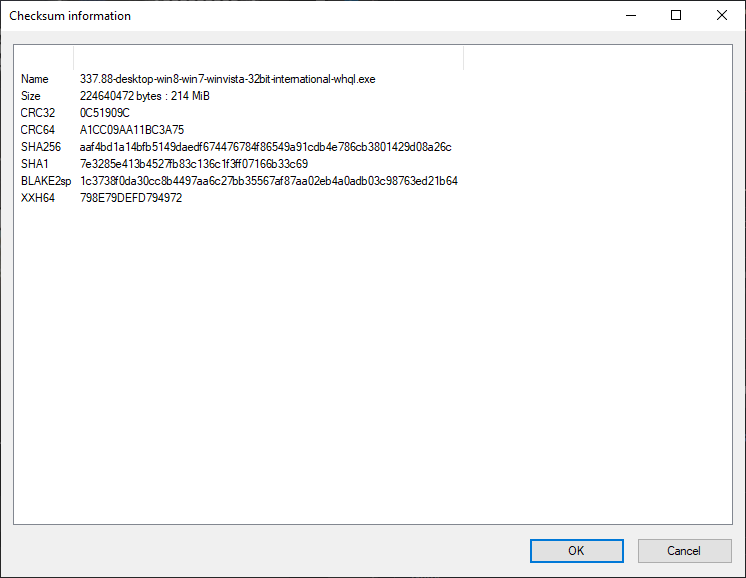 Checksum information
Name 337.88-desktop-win8-win7-winvista-32bit-international-whql.exe
Size 224640472 bytes : 214 MiB
CRC32 0C51909C
CRC64 A1CC09AA11BC3A75
SHA256 aaf4bd1a14bfb5149daedf674476784f86549a91cdb4e786cb3801429d08a26c
SHA1 7e3285e413b4527fb83c136c1f3ff07166b33c69
BLAKE2sp 1c3738f0da30cc8b4497aa6c27bb35567af87aa02eb4a0adb03c98763ed21b64
XXH64 798E79DEFD794972
OK Cancel